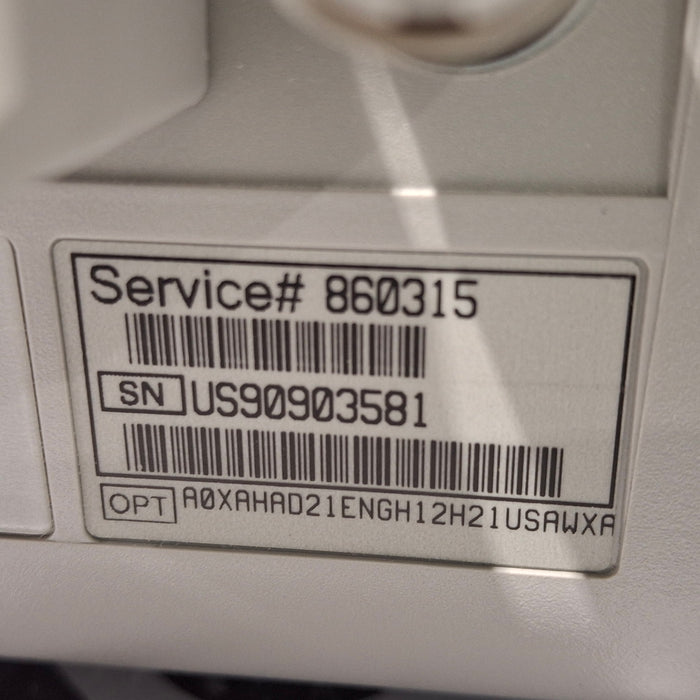 Service# 860315
SN US90903581
OPT A0XAHAD21ENGH12H21USAWXA